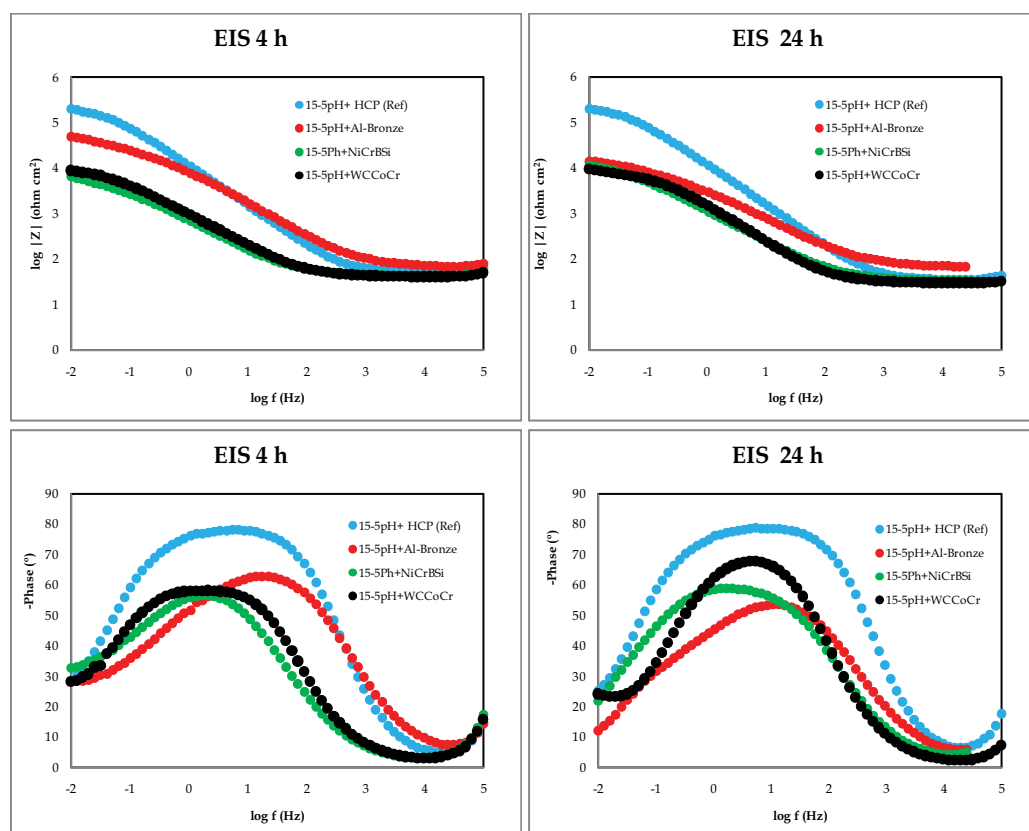 EIS 4 h
6
5
4
3
2
1
0
log |Z| (ohm cm²)
15-5pH+ HCP (Ref)
15-5pH+Al-Bronze
15-5Ph+NiCrBSi
15-5pH+WCCoCr
-2 -1 0 1 2 3 4 5
log f (Hz)
EIS 24 h
6
5
4
3
2
1
0
log |Z| (ohm cm²)
15-5pH+ HCP (Ref)
15-5pH+Al-Bronze
15-5Ph+NiCrBSi
15-5pH+WCCoCr
-2 -1 0 1 2 3 4 5
log f (Hz)
EIS 4 h
90
80
70
60
50
40
30
20
10
0
-Phase (°)
15-5pH+ HCP (Ref)
15-5pH+Al-Bronze
15-5Ph+NiCrBSi
15-5pH+WCCoCr
-2 -1 0 1 2 3 4 5
log f (Hz)
EIS 24 h
90
80
70
60
50
40
30
20
10
0
-Phase (°)
15-5pH+ HCP (Ref)
15-5pH+Al-Bronze
15-5Ph+NiCrBSi
15-5pH+WCCoCr
-2 -1 0 1 2 3 4 5
log f (Hz)